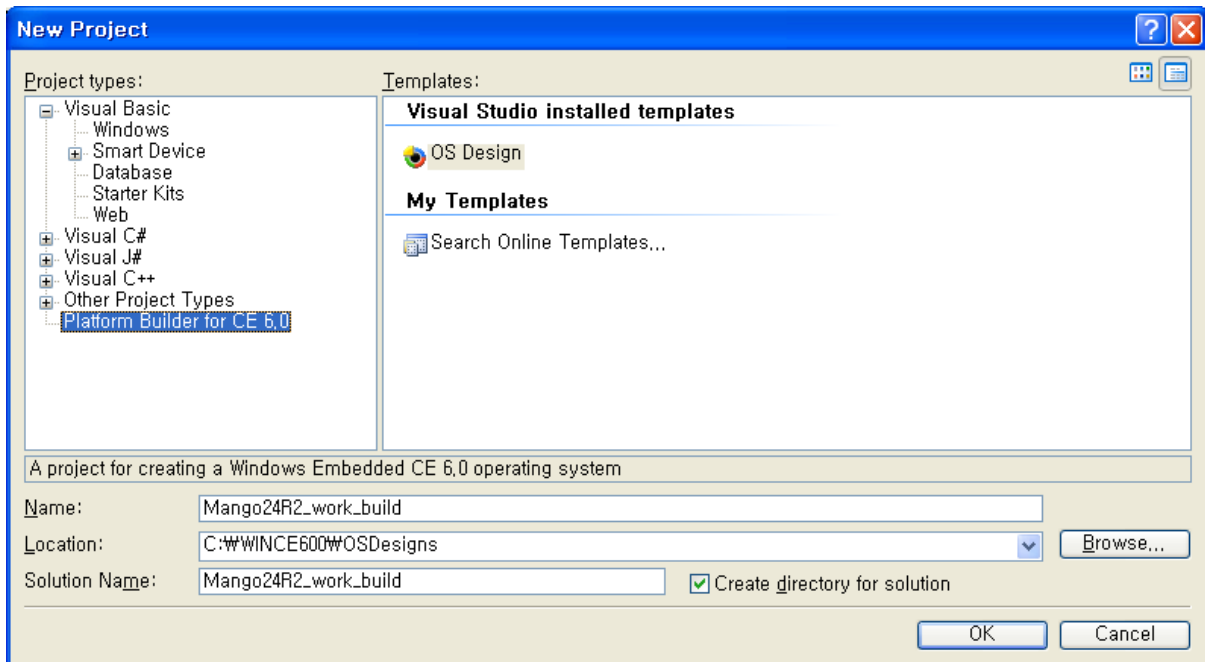 New Project
Project types:
Visual Basic
Windows
Smart Device
Database
Starter Kits
Web
Visual C#
Visual J#
Visual C++
Other Project Types
Platform Builder for CE 6.0
Templates:
Visual Studio installed templates
OS Design
My Templates
Search Online Templates...
A project for creating a Windows Embedded CE 6.0 operating system
Name: Mango24R2_work_build
Location: C:₩WINCE600₩OSDesigns Browse...
Solution Name: Mango24R2_work_build Create directory for solution
OK Cancel